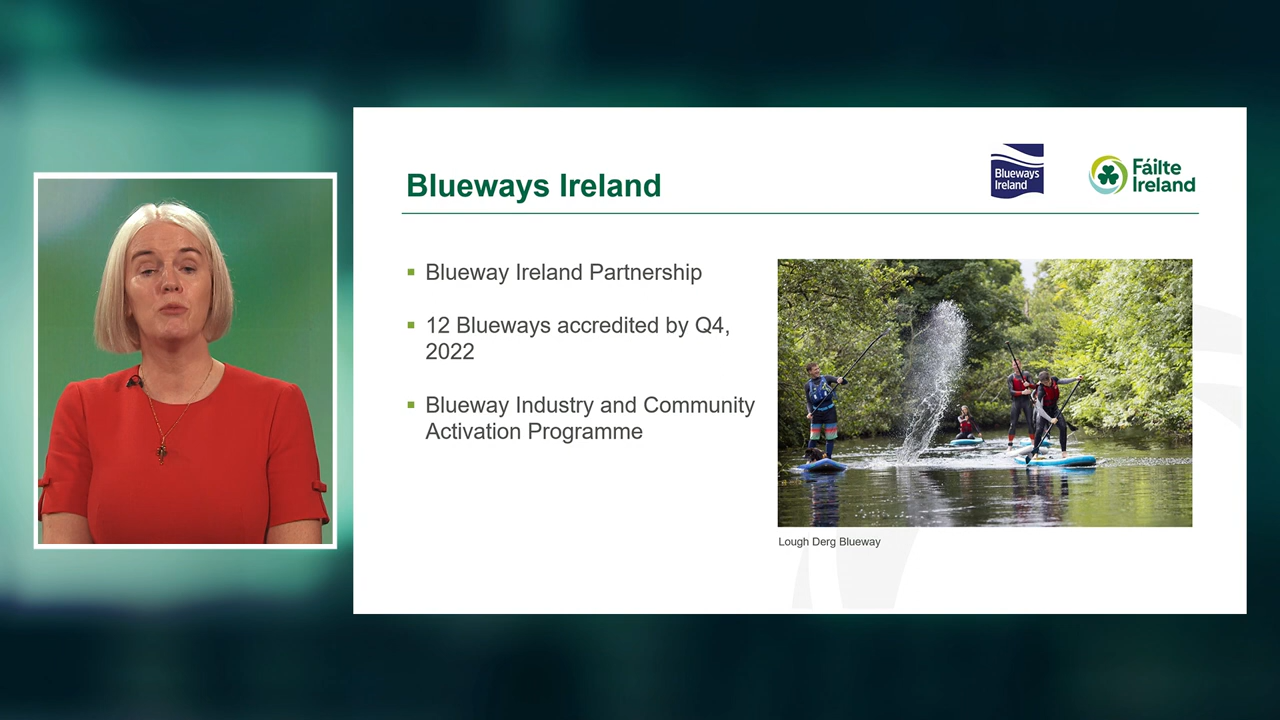 Blueways Ireland
Blueways
Ireland
Fáilte
Ireland
Blueway Ireland Partnership
12 Blueways accredited by Q4,
2022
Blueway Industry and Community
Activation Programme
Lough Derg Blueway